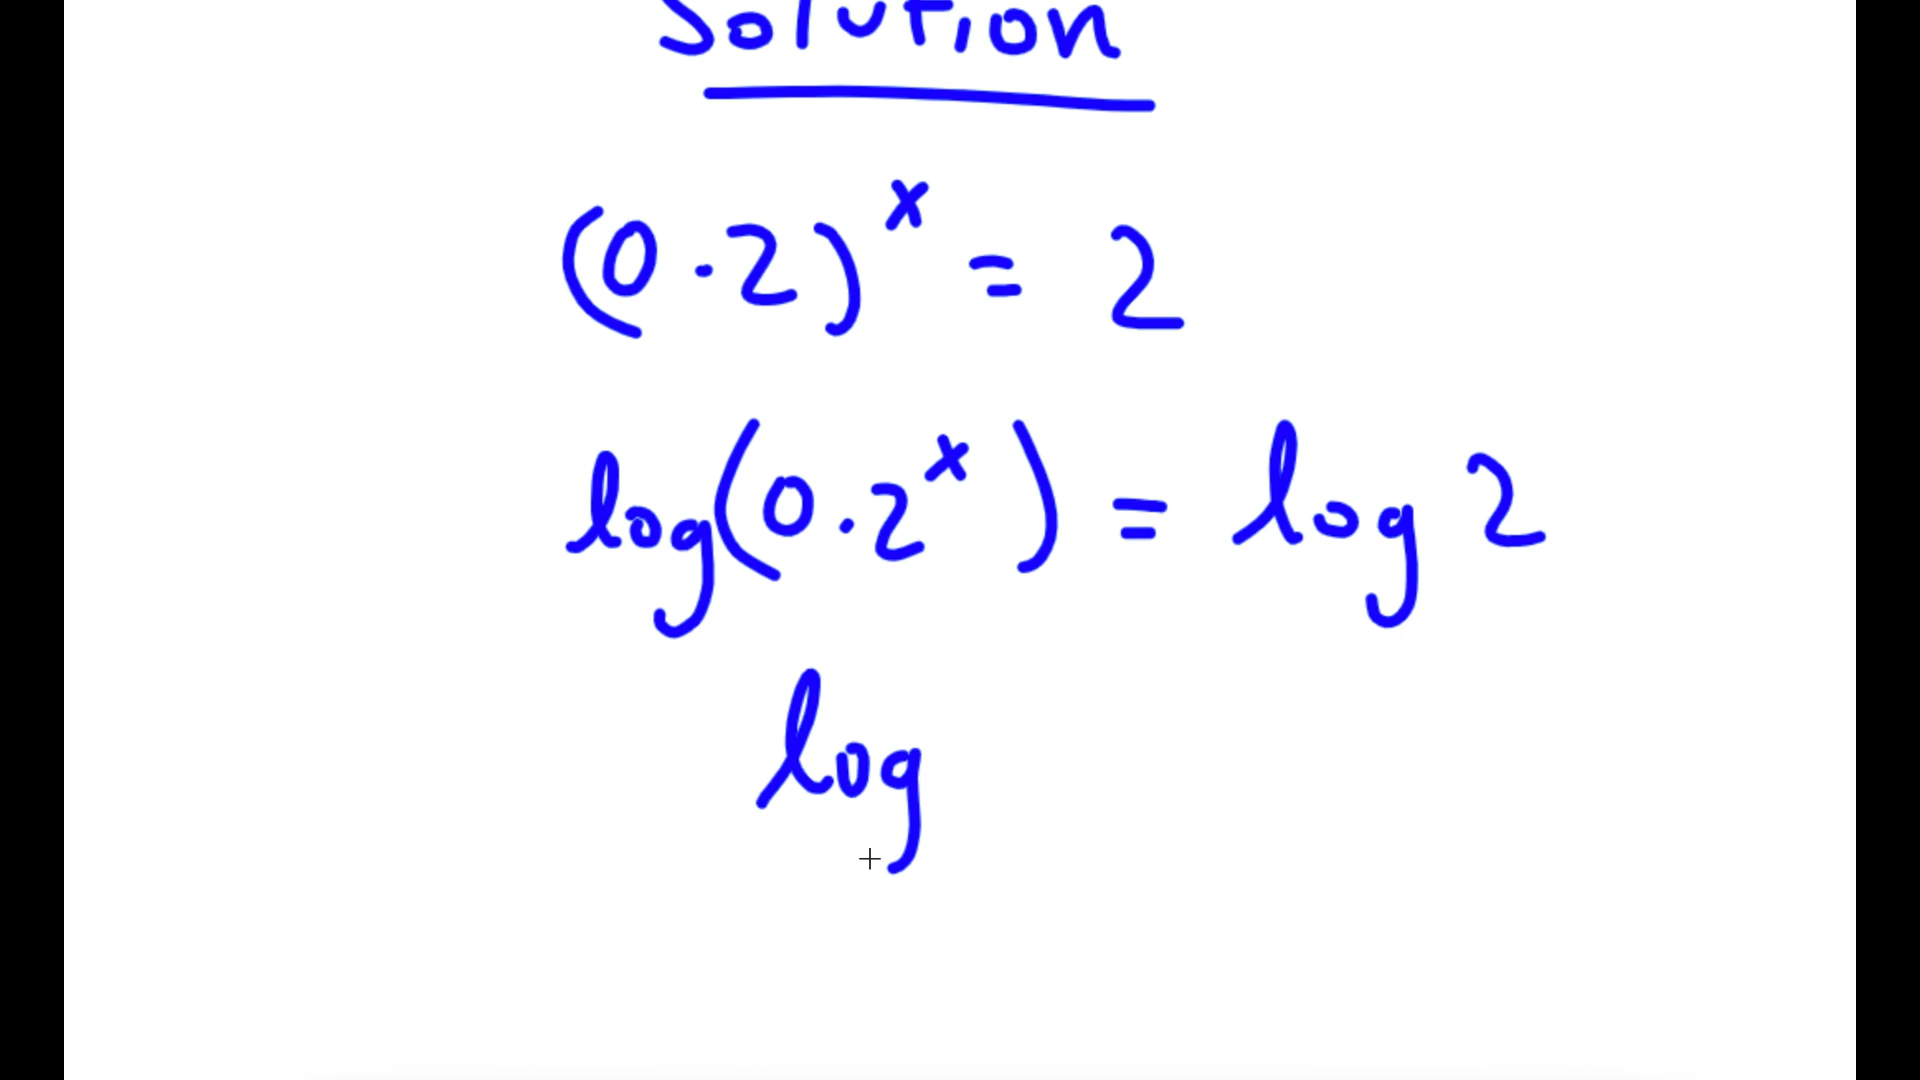 Solution
(0.2)^x = 2
log(0.2^x) = log 2
log